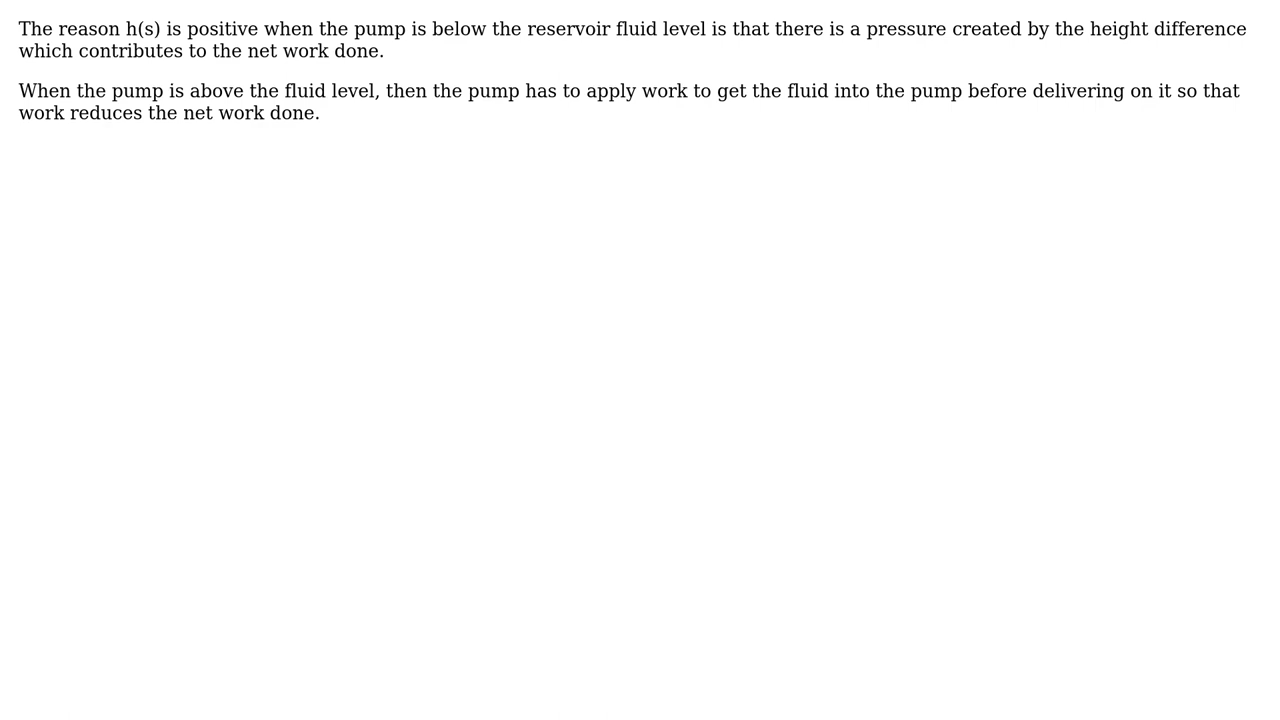 The reason h(s) is positive when the pump is below the reservoir fluid level is that there is a pressure created by the height difference
which contributes to the net work done.
When the pump is above the fluid level, then the pump has to apply work to get the fluid into the pump before delivering on it so that
work reduces the net work done.